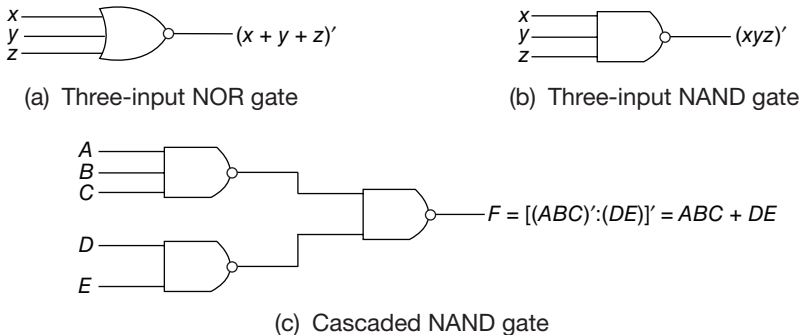 x
y
z
(x + y + z)′
(a) Three-input NOR gate
x
y
z
(xyz)′
(b) Three-input NAND gate
A
B
C
D
E
F = [(ABC)′:(DE)]′ = ABC + DE
(c) Cascaded NAND gate